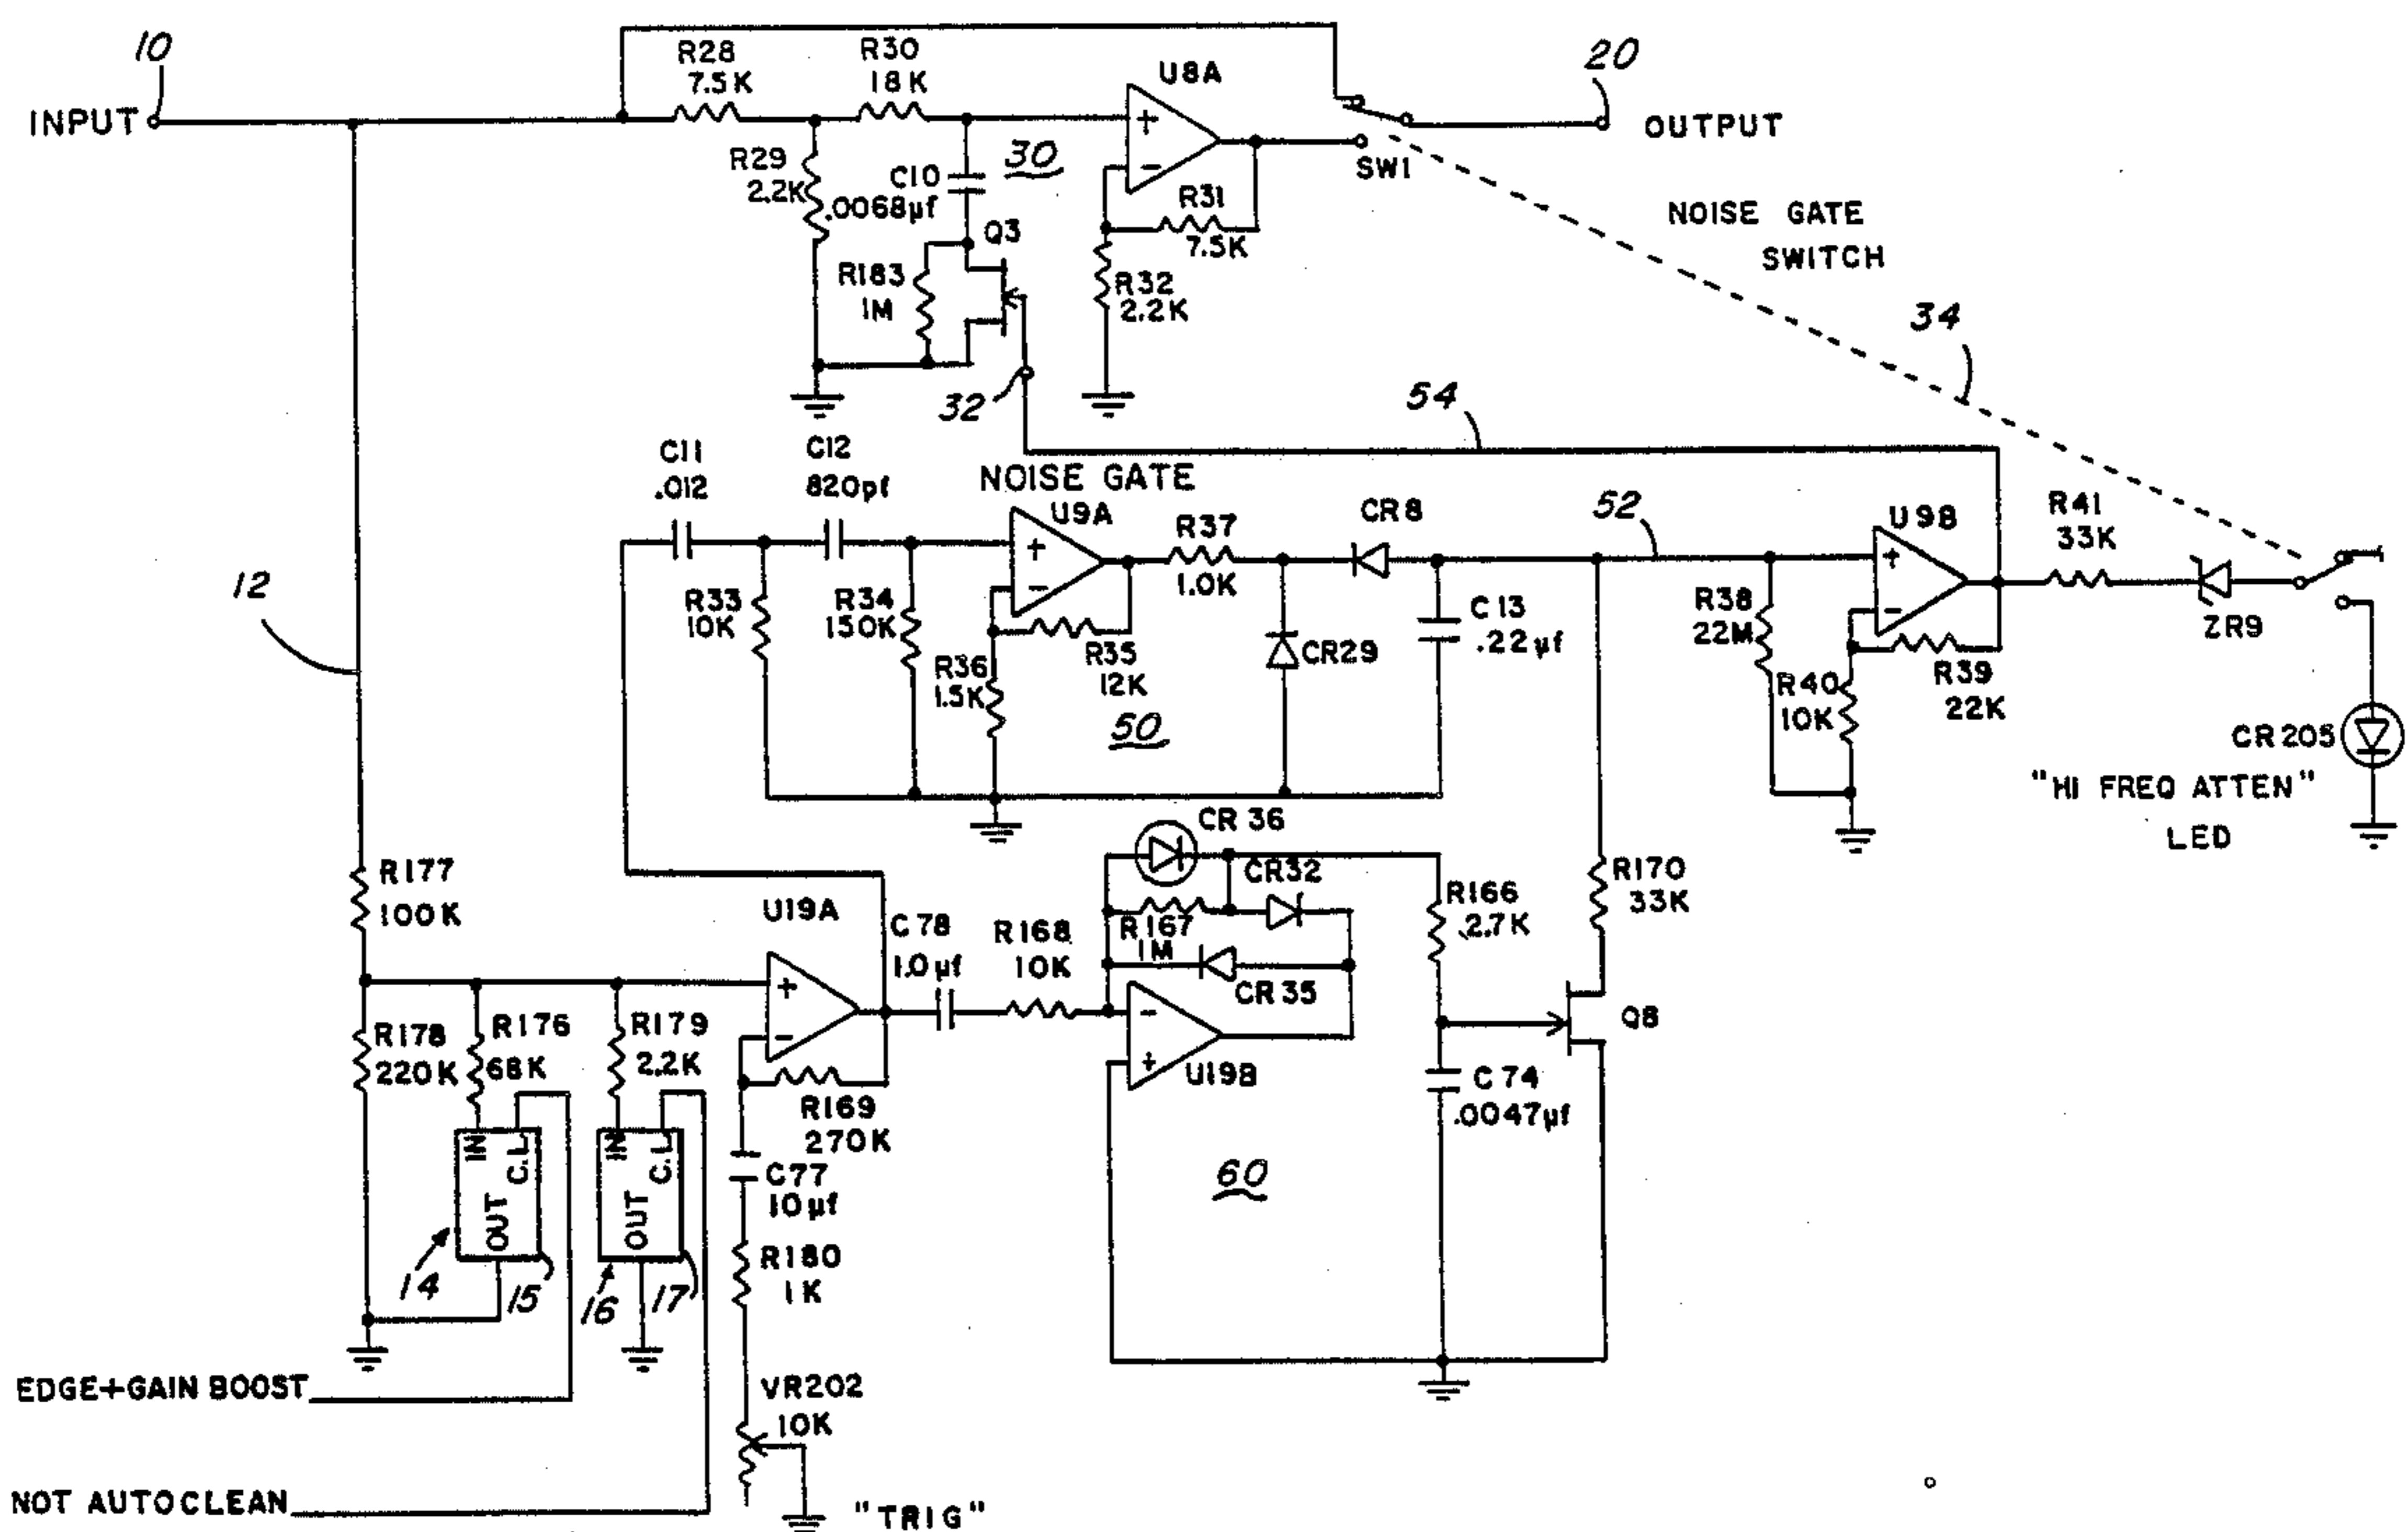 10
INPUT
R28
7.5K
R30
18K
U8A
20
OUTPUT
+
-
SW1
R29
2.2K
C10
.0068µf
30
R31
7.5K
Q3
R183
1M
R32
2.2K
32
NOISE GATE
SWITCH
34
54
C11
.012
C12
820pf
NOISE GATE
U9A
+
-
R37
1.0K
CR8
52
U9B
+
-
R41
33K
12
R33
10K
R34
150K
R36
1.5K
R35
12K
50
CR29
C13
.22µf
R38
22M
R40
10K
R39
22K
ZR9
CR205
"HI FREQ ATTEN"
LED
R177
100K
U19A
+
-
C78
1.0µf
R168
10K
CR36
CR32
R167
1M
CR35
R166
2.7K
R170
33K
R178
220K
R176
68K
R179
2.2K
R169
270K
-
+
U19B
Q8
C74
.0047µf
IN
C.L
OUT
IN
C.L
OUT
C77
10µf
60
14
15
16
17
R180
1K
EDGE+GAIN BOOST
VR202
10K
NOT AUTOCLEAN
"TRIG"